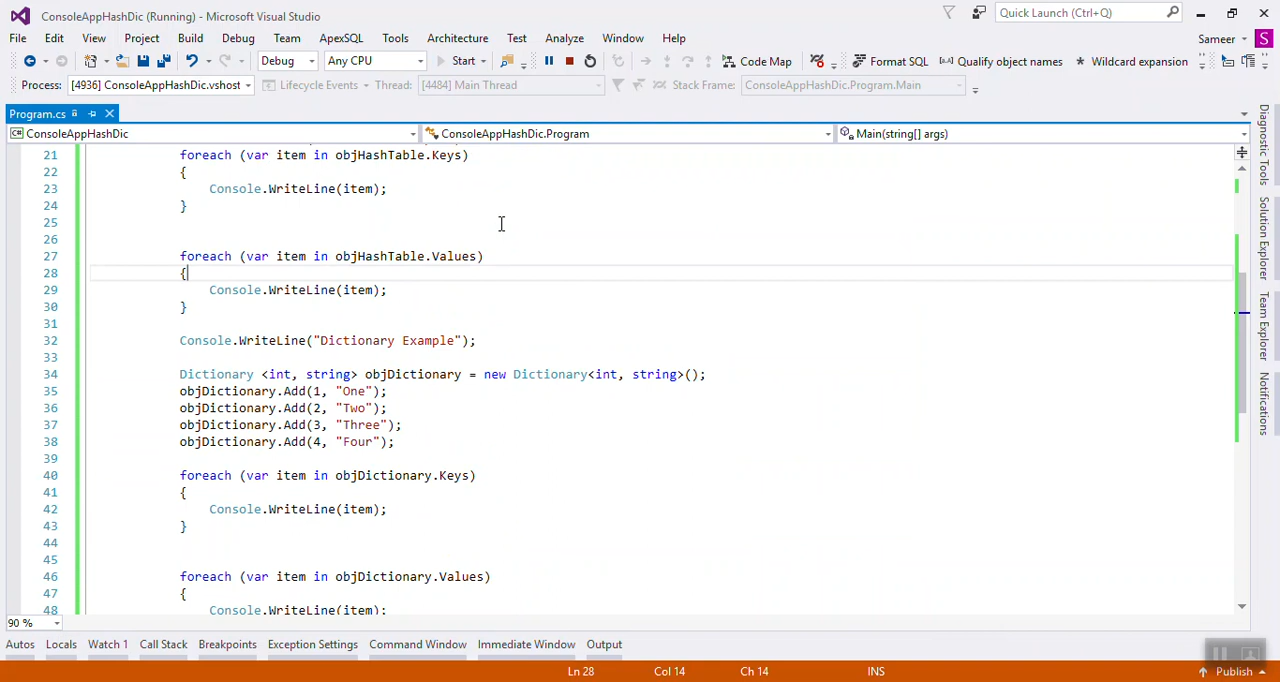 ConsoleAppHashDic (Running) - Microsoft Visual Studio
Quick Launch (Ctrl+Q)
File Edit View Project Build Debug Team ApexSQL Tools Test Architecture Analyze Window Help
Sameer S
Debug Any CPU Start Code Map Format SQL Qualify object names Wildcard expansion
Process: [4936] ConsoleAppHashDic.vshost Lifecycle Events Thread: [4484] Main Thread Stack Frame: ConsoleAppHashDic.Program.Main
Program.cs
ConsoleAppHashDic ConsoleAppHashDic.Program Main(string[] args)
21 foreach (var item in objHashTable.Keys)
22 {
23 Console.WriteLine(item);
24 }
25
26
27 foreach (var item in objHashTable.Values)
28 {
29 Console.WriteLine(item);
30 }
31
32 Console.WriteLine("Dictionary Example");
33
34 Dictionary <int, string> objDictionary = new Dictionary<int, string>();
35 objDictionary.Add(1, "One");
36 objDictionary.Add(2, "Two");
37 objDictionary.Add(3, "Three");
38 objDictionary.Add(4, "Four");
39
40 foreach (var item in objDictionary.Keys)
41 {
42 Console.WriteLine(item);
43 }
44
45
46 foreach (var item in objDictionary.Values)
47 {
48 Console.WriteLine(item);
Diagnostic Tools
Solution Explorer
Team Explorer
Notifications
90 %
Autos Locals Watch 1 Call Stack Breakpoints Exception Settings Command Window Immediate Window Output
Ln 28 Col 14 Ch 14 INS Publish